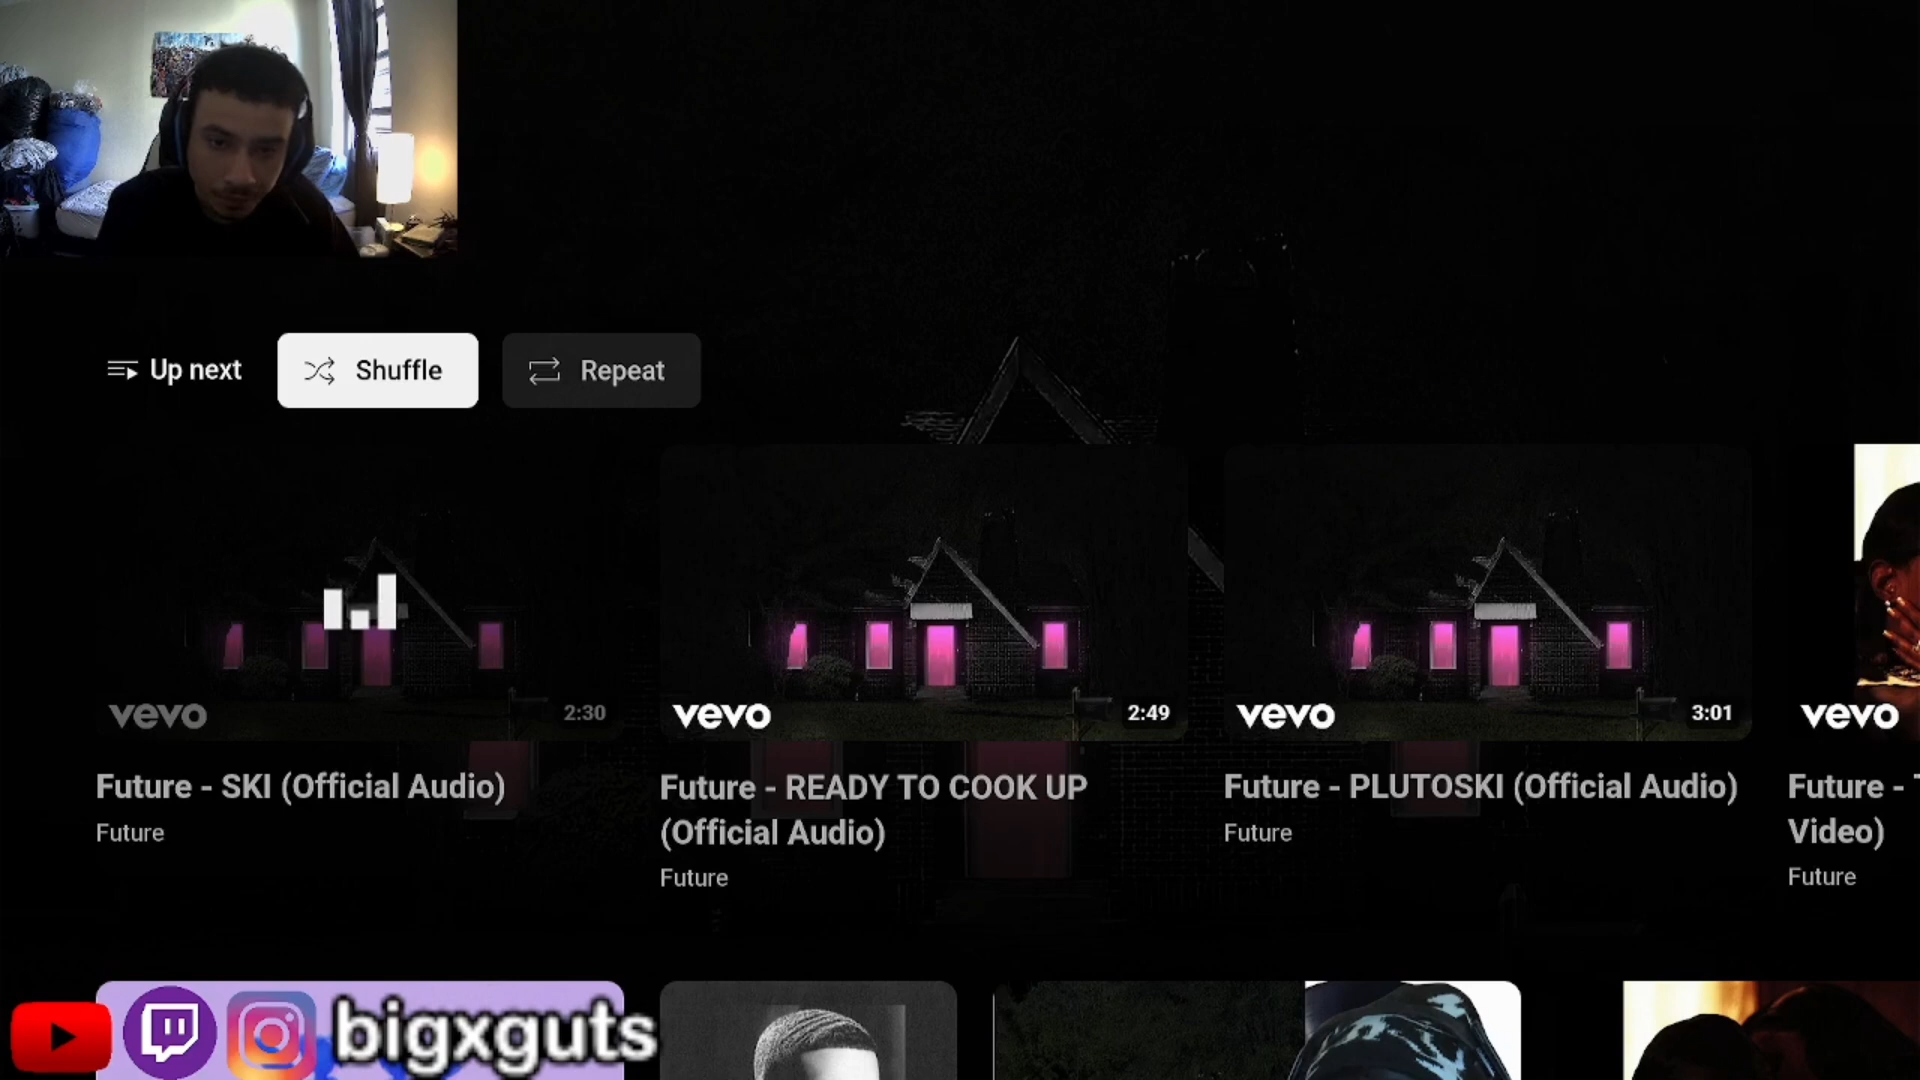 Up next
Shuffle
Repeat
vevo
2:30
vevo
2:49
vevo
3:01
vevo
Future - SKI (Official Audio)
Future
Future - READY TO COOK UP
(Official Audio)
Future
Future - PLUTOSKI (Official Audio)
Future
Future -
Video)
Future
bigxguts